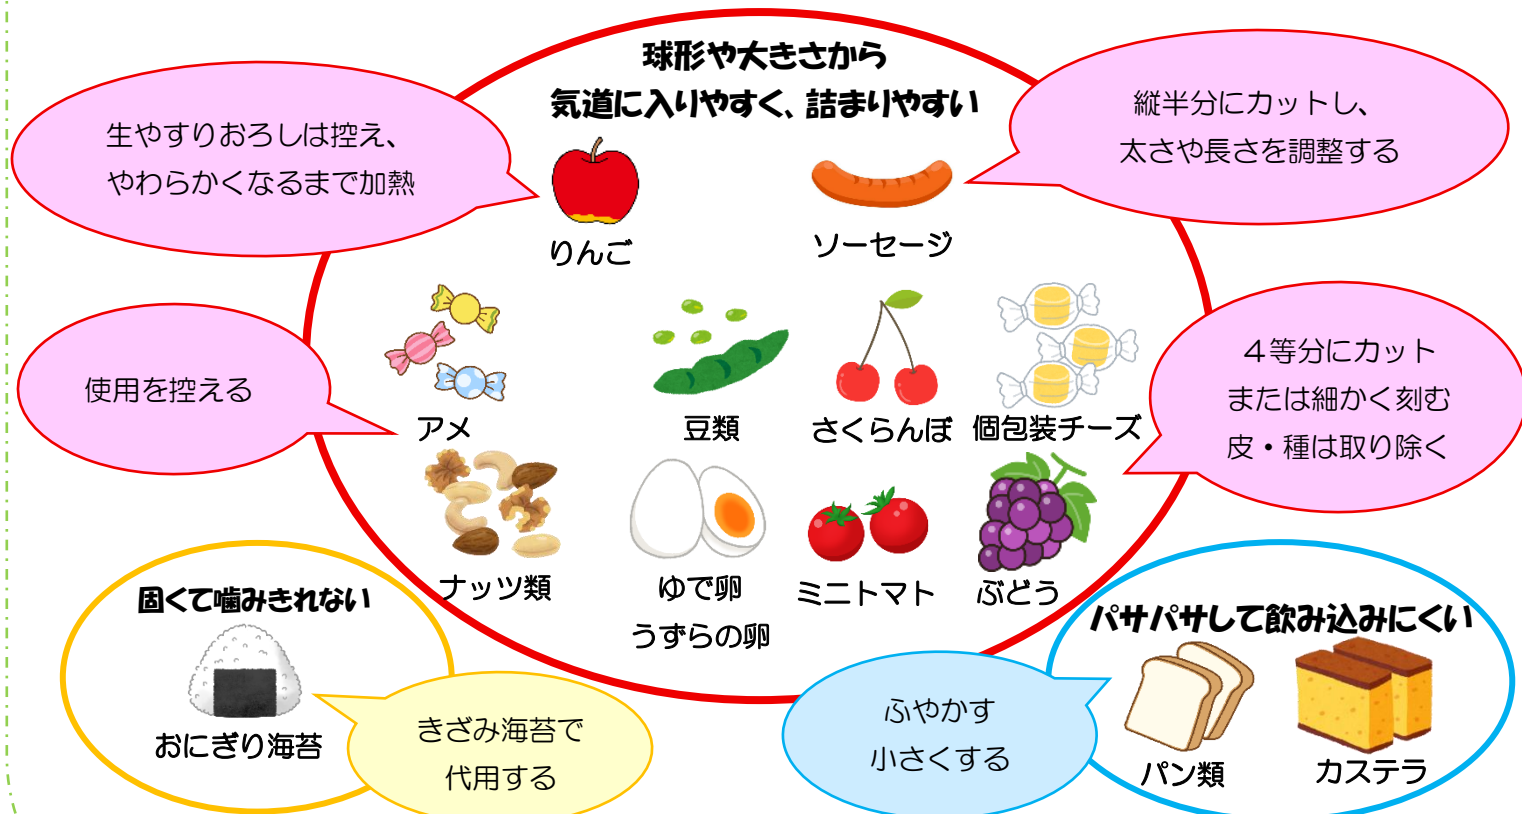 球形や大きさから
気道に入りやすく、詰まりやすい
生やすりおろしは控え、
やわらかくなるまで加熱
縦半分にカットし、
太さや長さを調整する
りんご
ソーセージ
使用を控える
アメ
豆類
さくらんぼ
個包装チーズ
４等分にカット
または細かく刻む
皮・種は取り除く
ナッツ類
ゆで卵
うずらの卵
ミニトマト
ぶどう
固くて噛みきれない
おにぎり海苔
きざみ海苔で
代用する
パサパサして飲み込みにくい
ふやかす
小さくする
パン類
カステラ